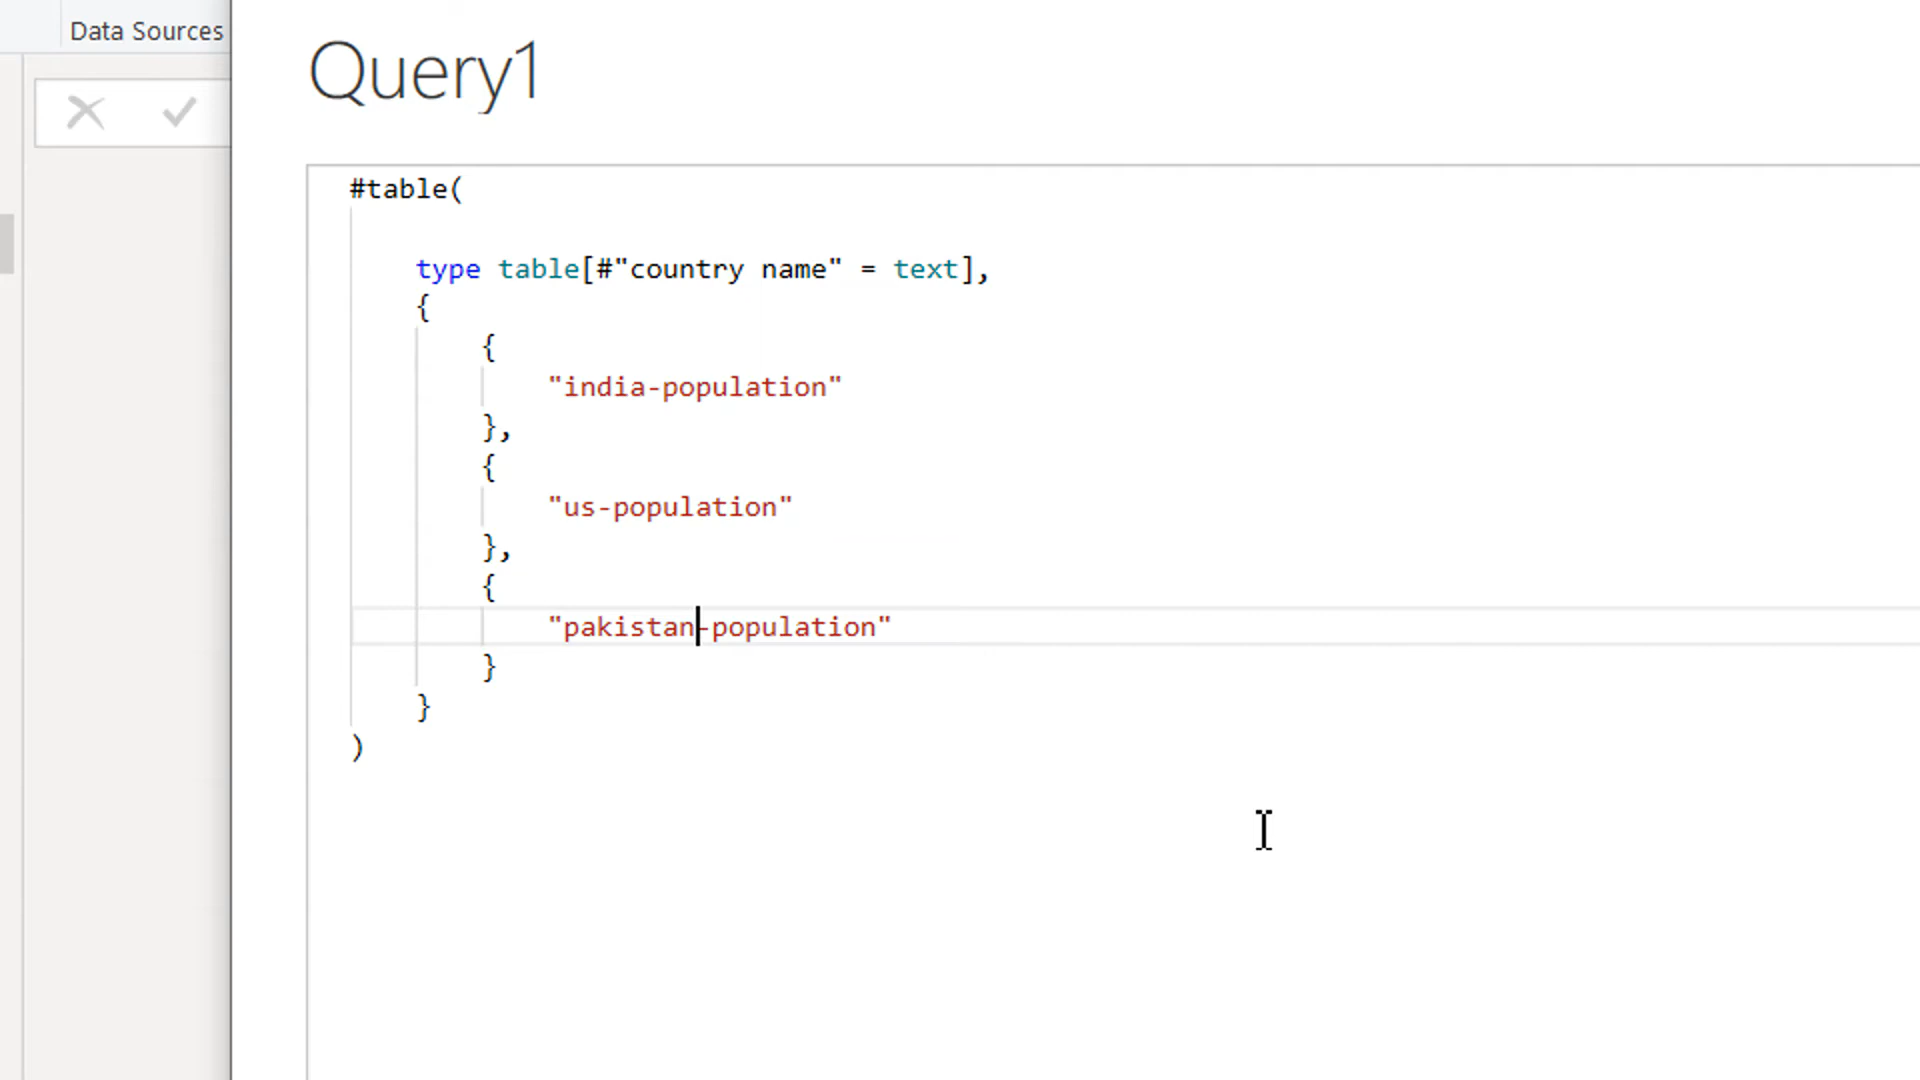 Data Sources
Query1
#table(
type table[#"country name" = text],
{
{
"india-population"
},
{
"us-population"
},
{
"pakistan-population"
}
}
)